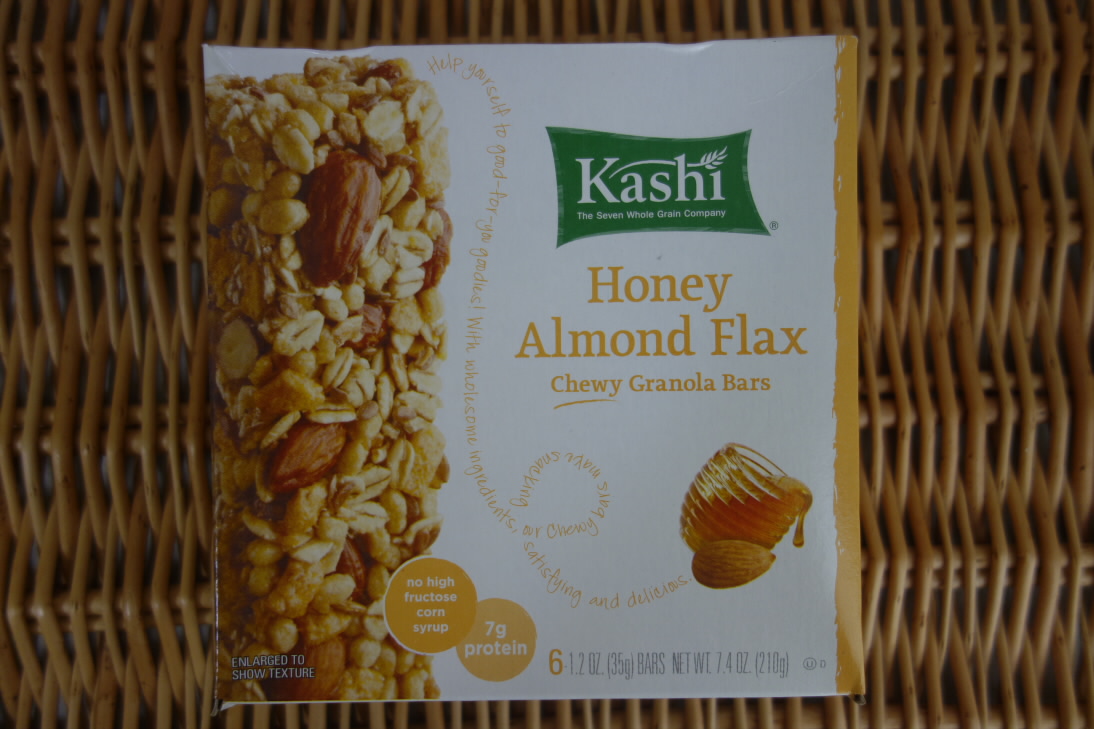 Help yourself to good-for-you goodies! With wholesome ingredients, our chewy bars make snacking satisfying and delicious.
Kashi
The Seven Whole Grain Company
®
Honey
Almond Flax
Chewy Granola Bars
no high
fructose
corn
syrup
7g
protein
ENLARGED TO
SHOW TEXTURE
6-1.2 OZ. (35g) BARS NET WT. 7.4 OZ. (210g)
U D